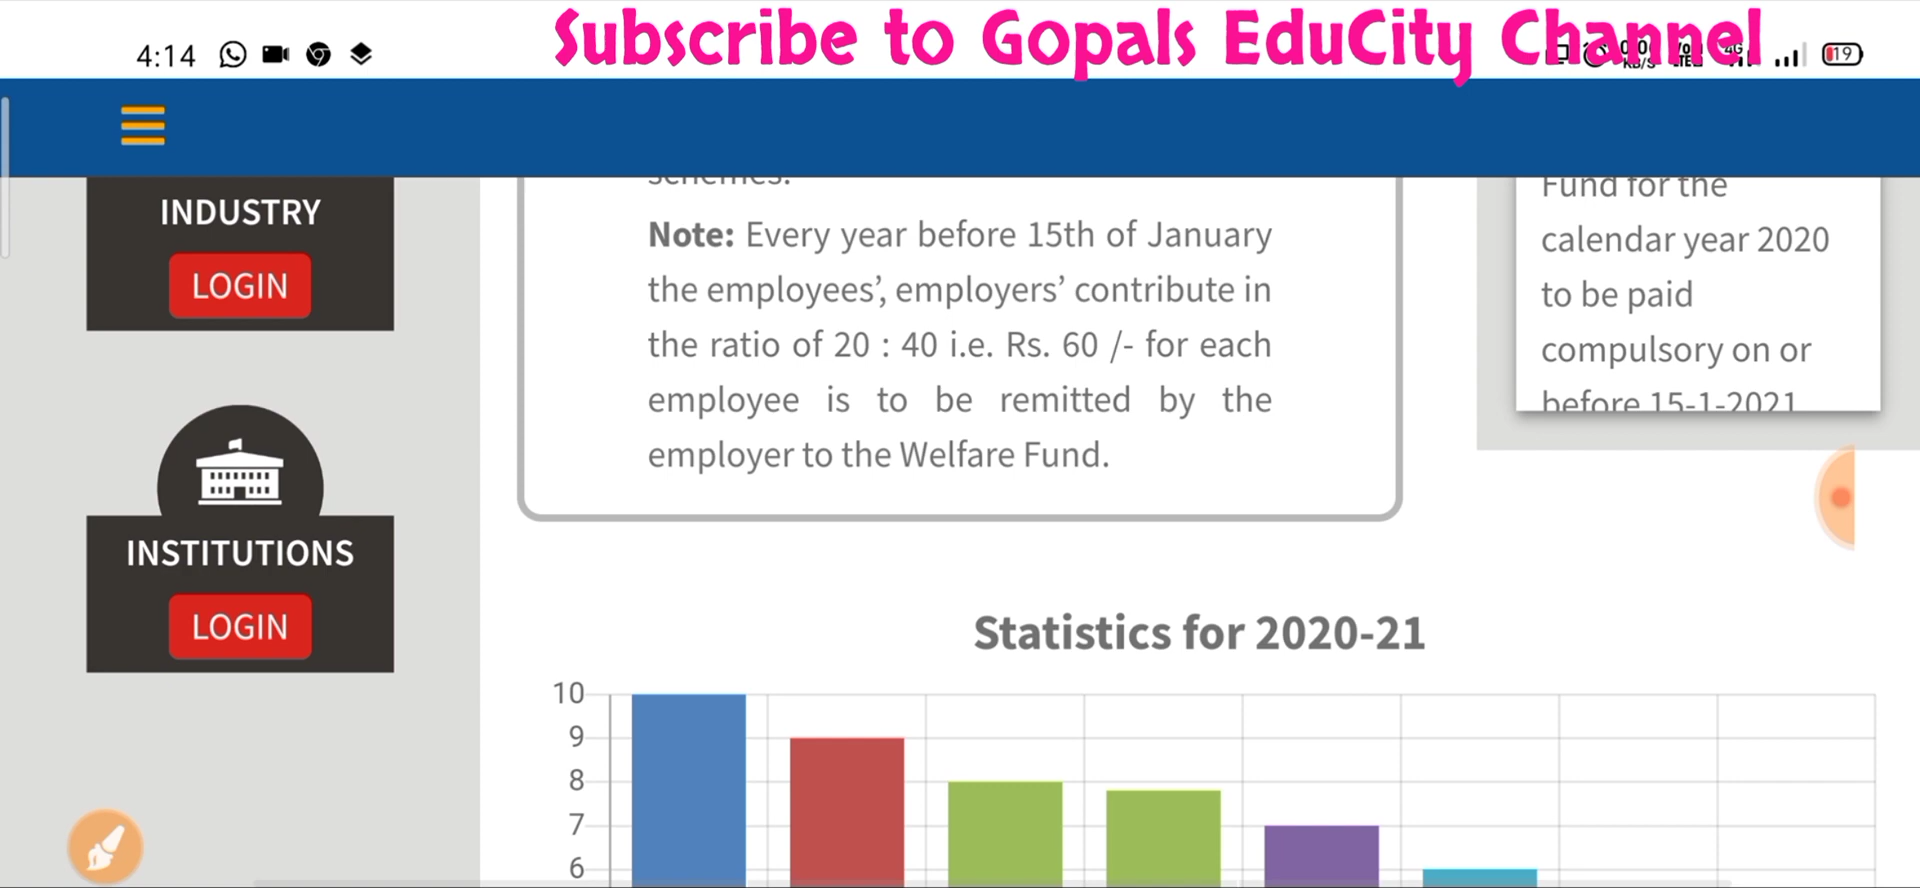 Subscribe to Gopals EduCity Channel
4:14
19
INDUSTRY
LOGIN
INSTITUTIONS
LOGIN
schemes.
Note: Every year before 15th of January
the employees’, employers’ contribute in
the ratio of 20 : 40 i.e. Rs. 60 /- for each
employee is to be remitted by the
employer to the Welfare Fund.
Fund for the
calendar year 2020
to be paid
compulsory on or
before 15-1-2021
Statistics for 2020-21
10
9
8
7
6